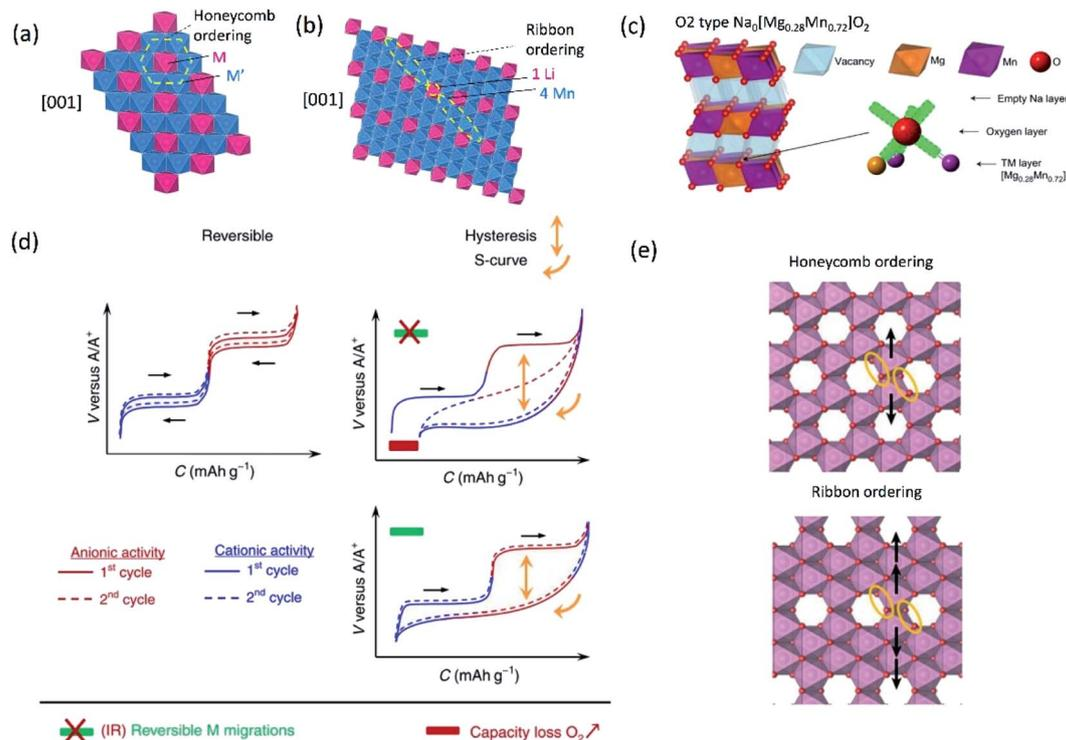 (a)
Honeycomb
ordering
M
M'
[001]
(b)
Ribbon
ordering
1 Li
4 Mn
[001]
(c)
O2 type Na₀[Mg₀.₂₈Mn₀.₇₂]O₂
Vacancy
Mg
Mn
O
Empty Na layer
Oxygen layer
TM layer
[Mg₀.₂₈Mn₀.₇₂]
(d)
Reversible
Hysteresis
S-curve
V versus A/A⁺
C (mAh g⁻¹)
V versus A/A⁺
C (mAh g⁻¹)
V versus A/A⁺
C (mAh g⁻¹)
Anionic activity
1st cycle
2nd cycle
Cationic activity
1st cycle
2nd cycle
(IR) Reversible M migrations
Capacity loss O₂↗
(e)
Honeycomb ordering
Ribbon ordering